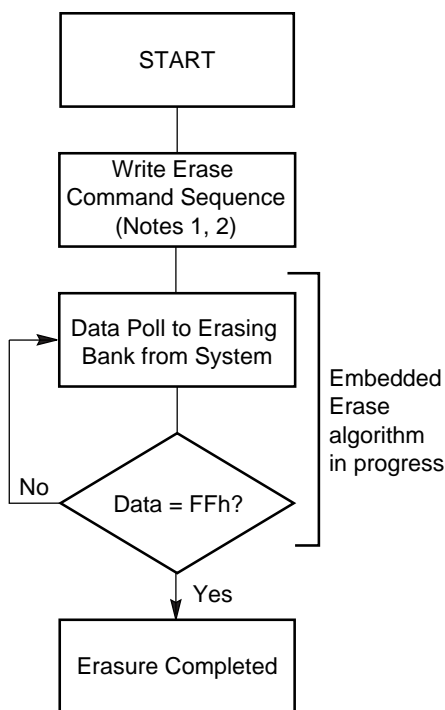 START
Write Erase
Command Sequence
(Notes 1, 2)
Data Poll to Erasing
Bank from System
Embedded
Erase
algorithm
in progress
No
Data = FFh?
Yes
Erasure Completed